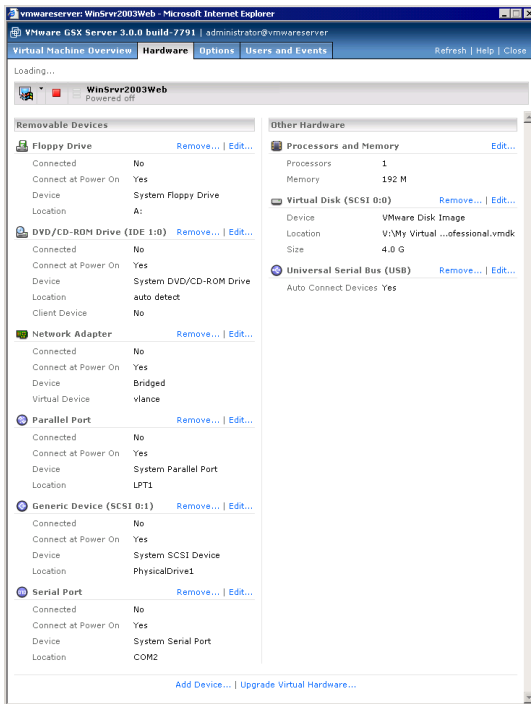 vmwareserver: WinSrvr2003Web - Microsoft Internet Explorer
VMware GSX Server 3.0.0 build-7791 | administrator@vmwareserver
Virtual Machine Overview Hardware Options Users and Events Refresh | Help | Close
Loading...
WinSrvr2003Web
Powered off
Removable Devices
Floppy Drive Remove... | Edit...
Connected No
Connect at Power On Yes
Device System Floppy Drive
Location A:
DVD/CD-ROM Drive (IDE 1:0) Remove... | Edit...
Connected No
Connect at Power On Yes
Device System DVD/CD-ROM Drive
Location auto detect
Client Device No
Network Adapter Remove... | Edit...
Connected No
Connect at Power On Yes
Device Bridged
Virtual Device vlance
Parallel Port Remove... | Edit...
Connected No
Connect at Power On Yes
Device System Parallel Port
Location LPT1
Generic Device (SCSI 0:1) Remove... | Edit...
Connected No
Connect at Power On Yes
Device System SCSI Device
Location PhysicalDrive1
Serial Port Remove... | Edit...
Connected No
Connect at Power On Yes
Device System Serial Port
Location COM2
Other Hardware
Processors and Memory Edit...
Processors 1
Memory 192 M
Virtual Disk (SCSI 0:0) Remove... | Edit...
Device VMware Disk Image
Location V:\My Virtual ...ofessional.vmdk
Size 4.0 G
Universal Serial Bus (USB) Remove... | Edit...
Auto Connect Devices Yes
Add Device... | Upgrade Virtual Hardware...